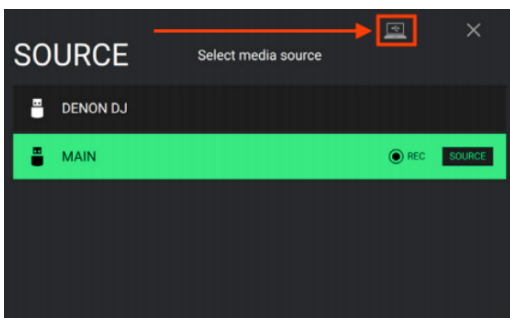 SOURCE
Select media source
DENON DJ
MAIN
REC
SOURCE